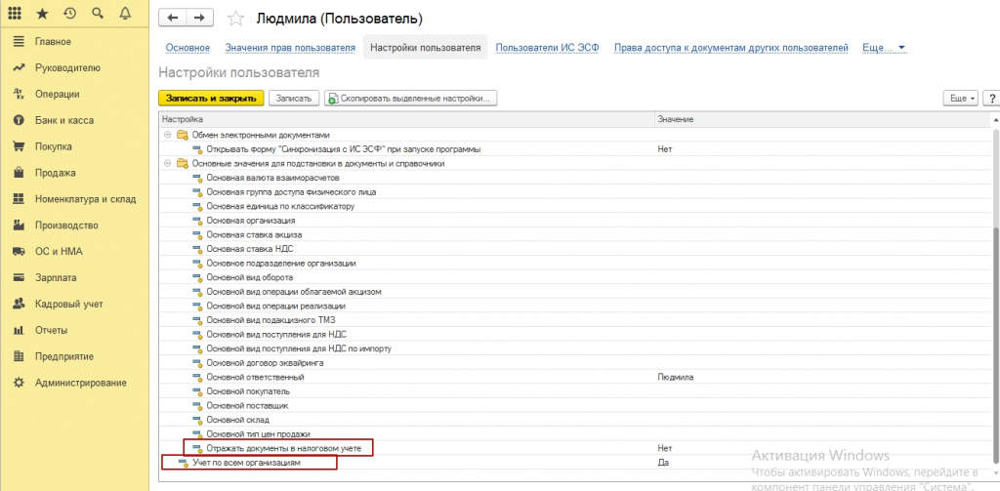 Людмила (Пользователь)
Основное Значения прав пользователя Настройки пользователя Пользователи ИС ЭСФ Права доступа к документам других пользователей Еще...
Настройки пользователя
Записать и закрыть Записать Скопировать выделенные настройки... Еще ?
Главное
Руководителю
Операции
Банк и касса
Покупка
Продажа
Номенклатура и склад
Производство
ОС и НМА
Зарплата
Кадровый учет
Отчеты
Предприятие
Администрирование
Настройка Значение
Обмен электронными документами
Открывать форму "Синхронизация с ИС ЭСФ" при запуске программы Нет
Основные значения для подстановки в документы и справочники
Основная валюта взаиморасчетов
Основная группа доступа физического лица
Основная единица по классификатору
Основная организация
Основная ставка акциза
Основная ставка НДС
Основное подразделение организации
Основной вид оборота
Основной вид операции облагаемой акцизом
Основной вид операции реализации
Основной вид подакцизного ТМЗ
Основной вид поступления для НДС
Основной вид поступления для НДС по импорту
Основной договор эквайринга
Основной ответственный Людмила
Основной покупатель
Основной поставщик
Основной склад
Основной тип цен продажи
Отражать документы в налоговом учете Нет
Учет по всем организациям Да
Активация Windows
Чтобы активировать Windows, перейдите в
компонент панели управления "Система".